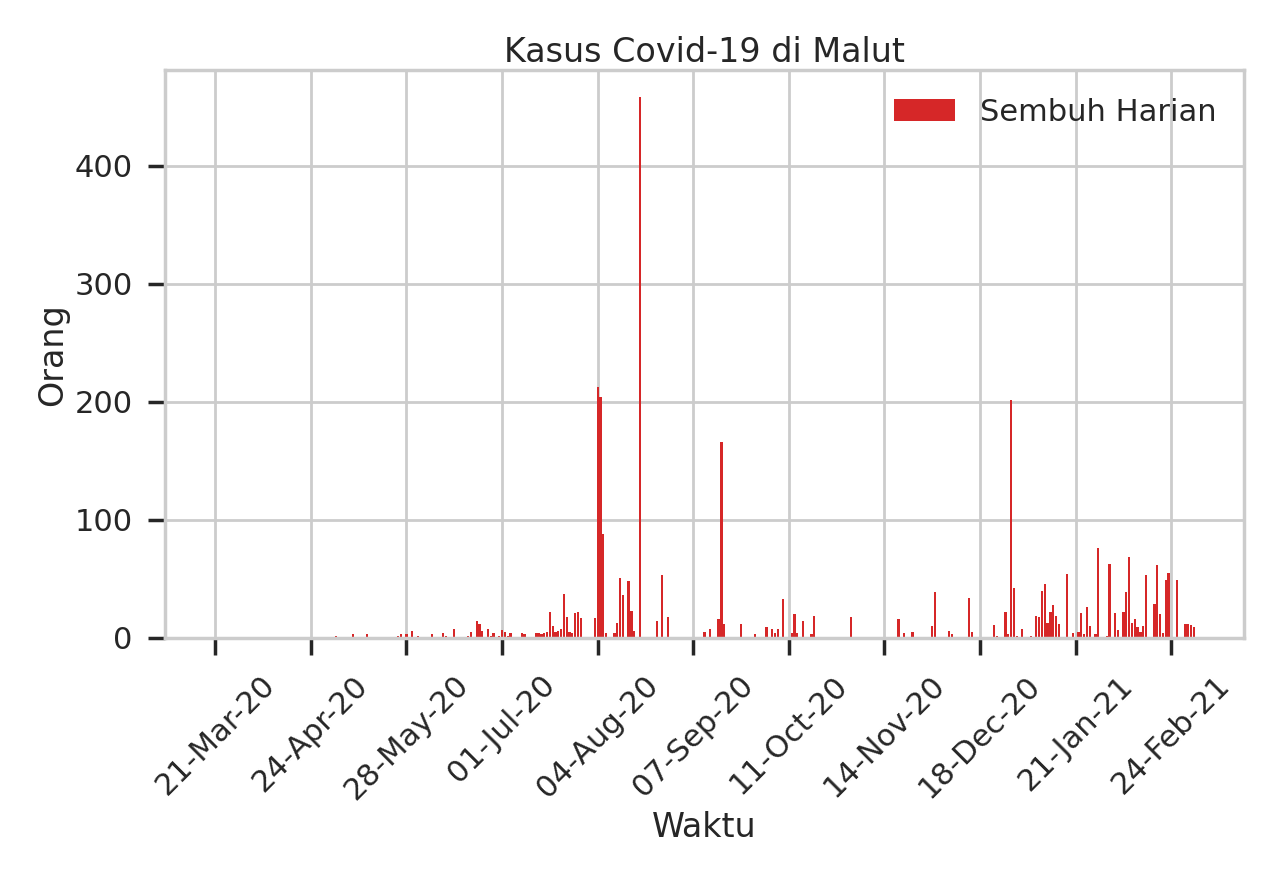 Kasus Covid-19 di Malut
Sembuh Harian
Orang
400
300
200
100
0
21-Mar-20
24-Apr-20
28-May-20
01-Jul-20
04-Aug-20
07-Sep-20
11-Oct-20
14-Nov-20
18-Dec-20
21-Jan-21
24-Feb-21
Waktu